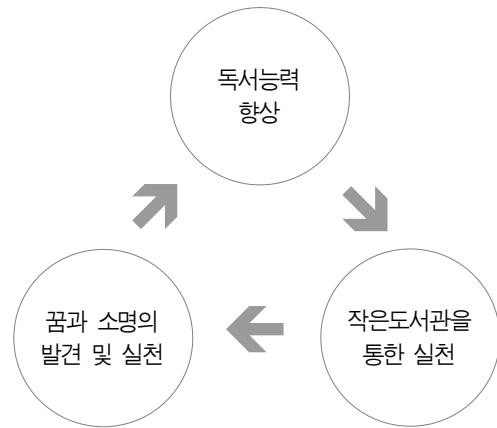 독서능력
향상
꿈과 소명의
발견 및 실천
작은도서관을
통한 실천